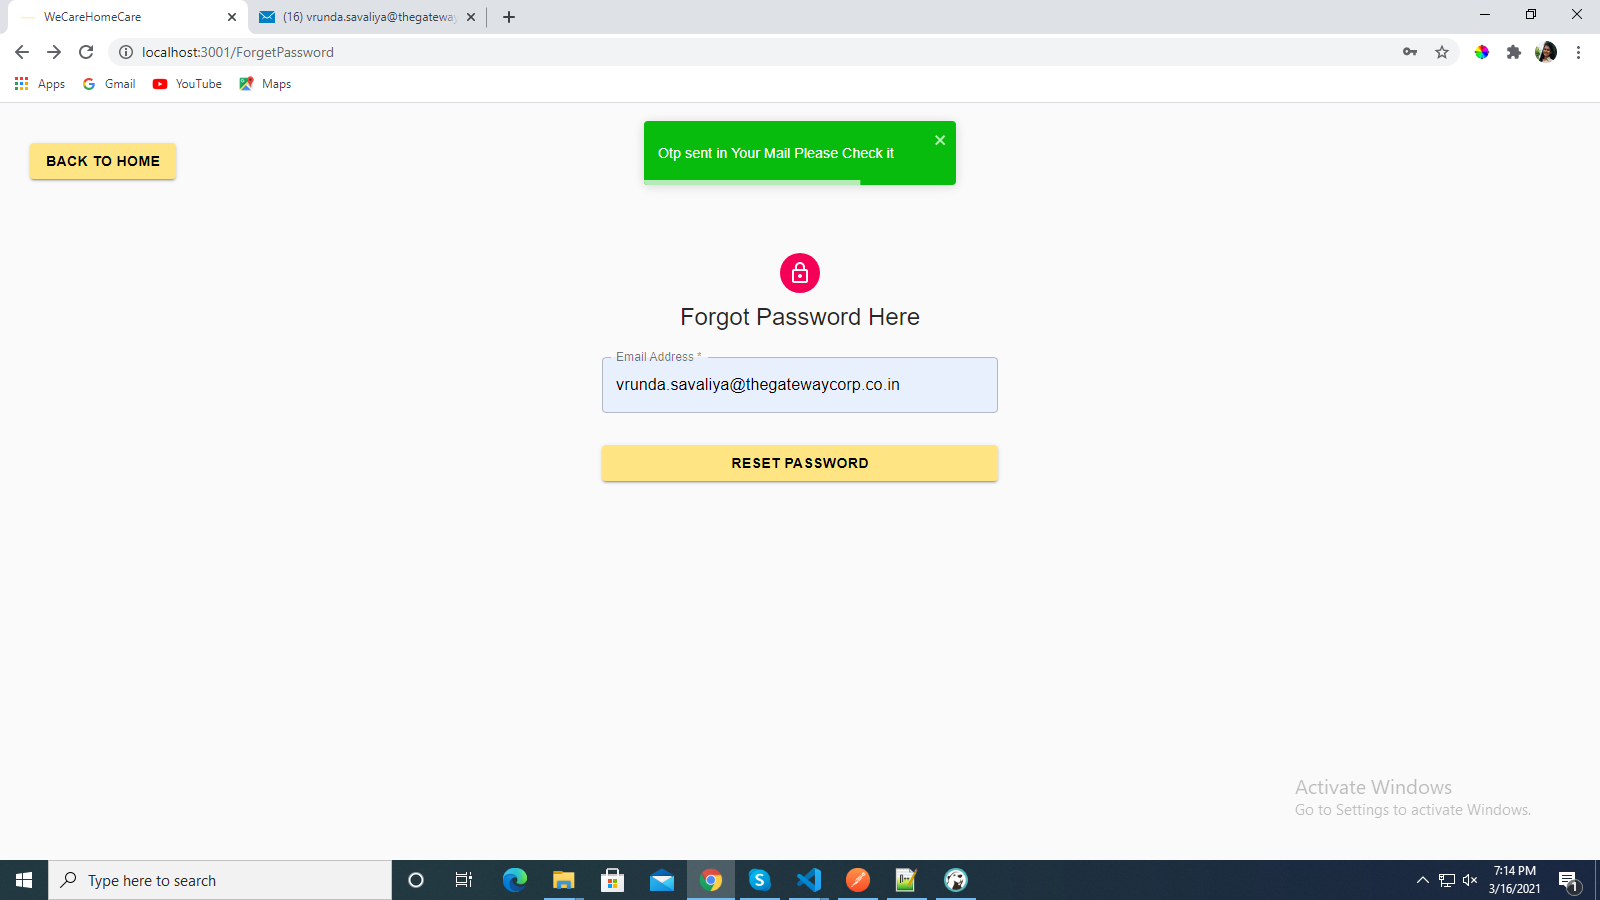 WeCareHomeCare
(16) vrunda.savaliya@thegateway
localhost:3001/ForgetPassword
Apps
Gmail
YouTube
Maps
BACK TO HOME
Otp sent in Your Mail Please Check it
Forgot Password Here
Email Address *
vrunda.savaliya@thegatewaycorp.co.in
RESET PASSWORD
Activate Windows
Go to Settings to activate Windows.
Type here to search
7:14 PM
3/16/2021
1